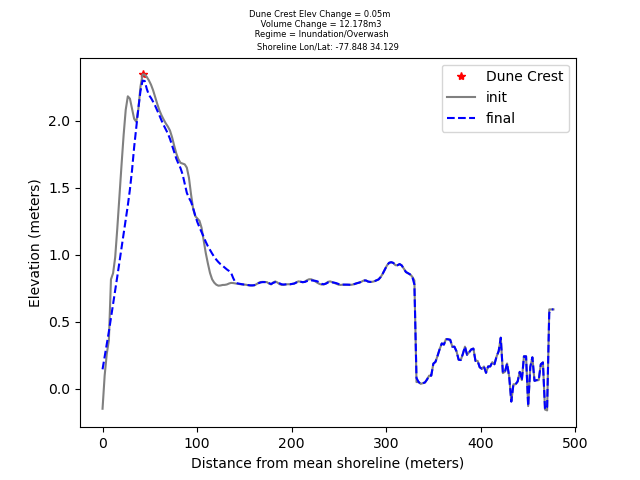 Dune Crest Elev Change = 0.05m
Volume Change = 12.178m3
Regime = Inundation/Overwash
Shoreline Lon/Lat: -77.848 34.129
Dune Crest
init
final
Elevation (meters)
2.0
1.5
1.0
0.5
0.0
0 100 200 300 400 500
Distance from mean shoreline (meters)